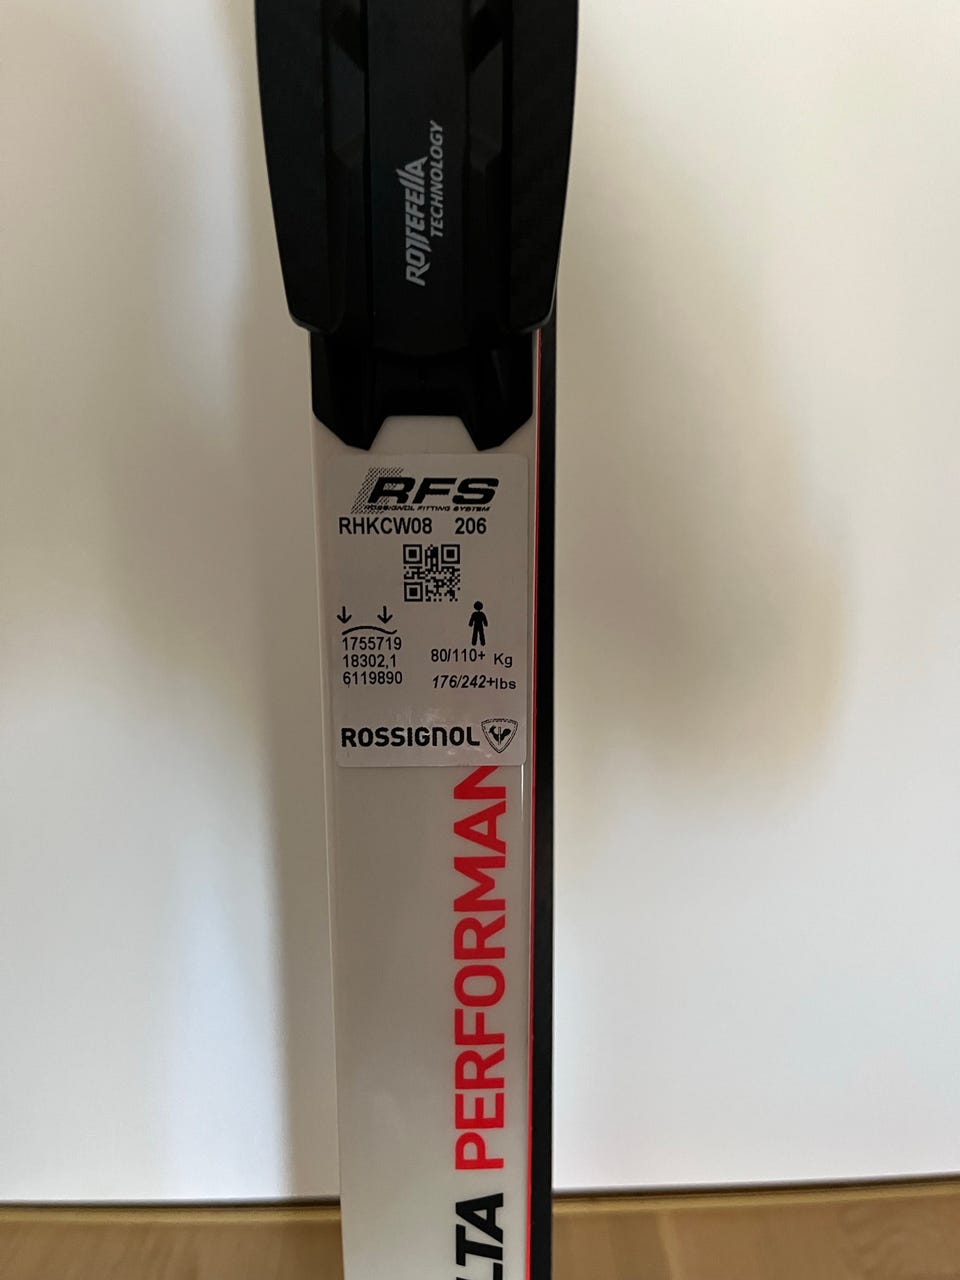 ROTTEFELLA
TECHNOLOGY
RFS
ROSSIGNOL FITTING SYSTEM
RHKCW08 206
1755719
18302,1
6119890
80/110+ Kg
176/242+lbs
ROSSIGNOL
LTA PERFORMAN